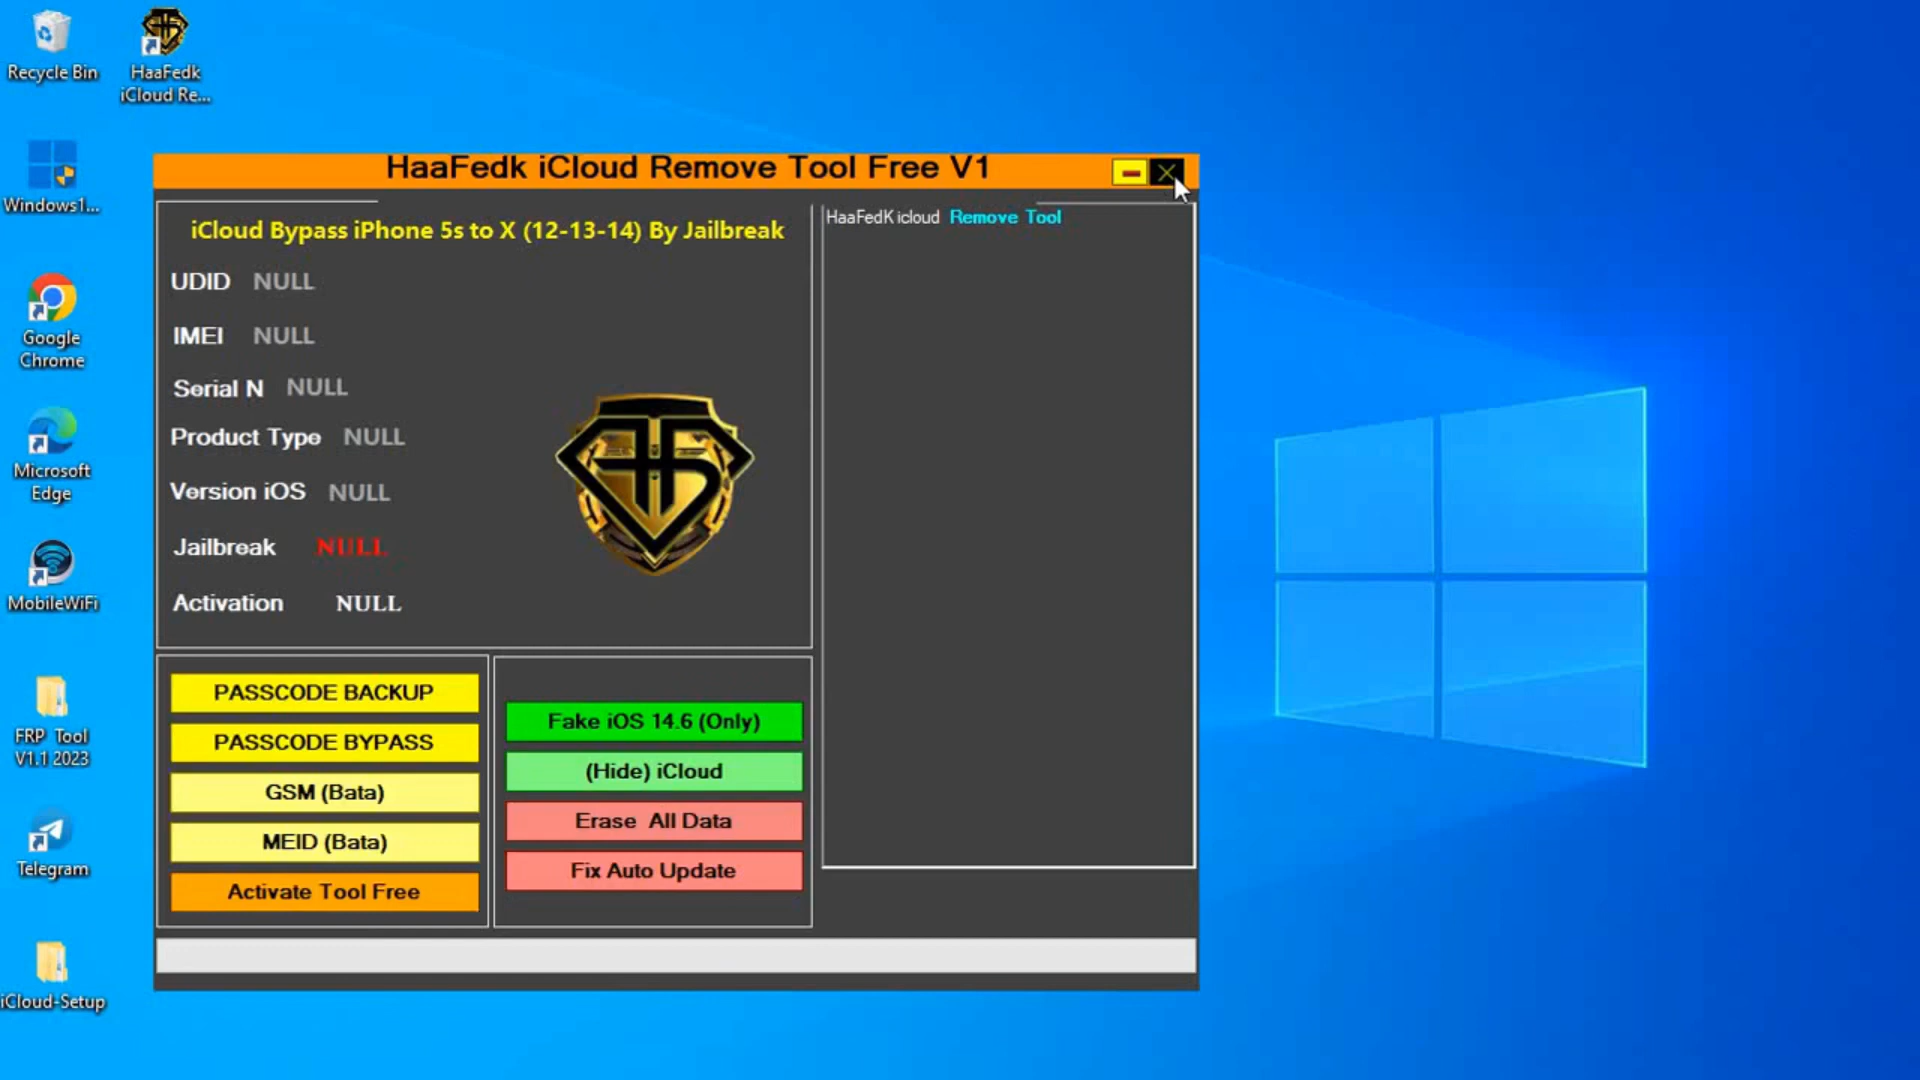 Recycle Bin
HaaFedk
iCloud Re...
Windows1...
Google
Chrome
Microsoft
Edge
MobileWiFi
FRP Tool
V1.1 2023
Telegram
iCloud-Setup
HaaFedk iCloud Remove Tool Free V1
iCloud Bypass iPhone 5s to X (12-13-14) By Jailbreak
UDID NULL
IMEI NULL
Serial N NULL
Product Type NULL
Version iOS NULL
Jailbreak NULL
Activation NULL
HaaFedK icloud Remove Tool
PASSCODE BACKUP
PASSCODE BYPASS
GSM (Bata)
MEID (Bata)
Activate Tool Free
Fake iOS 14.6 (Only)
(Hide) iCloud
Erase All Data
Fix Auto Update